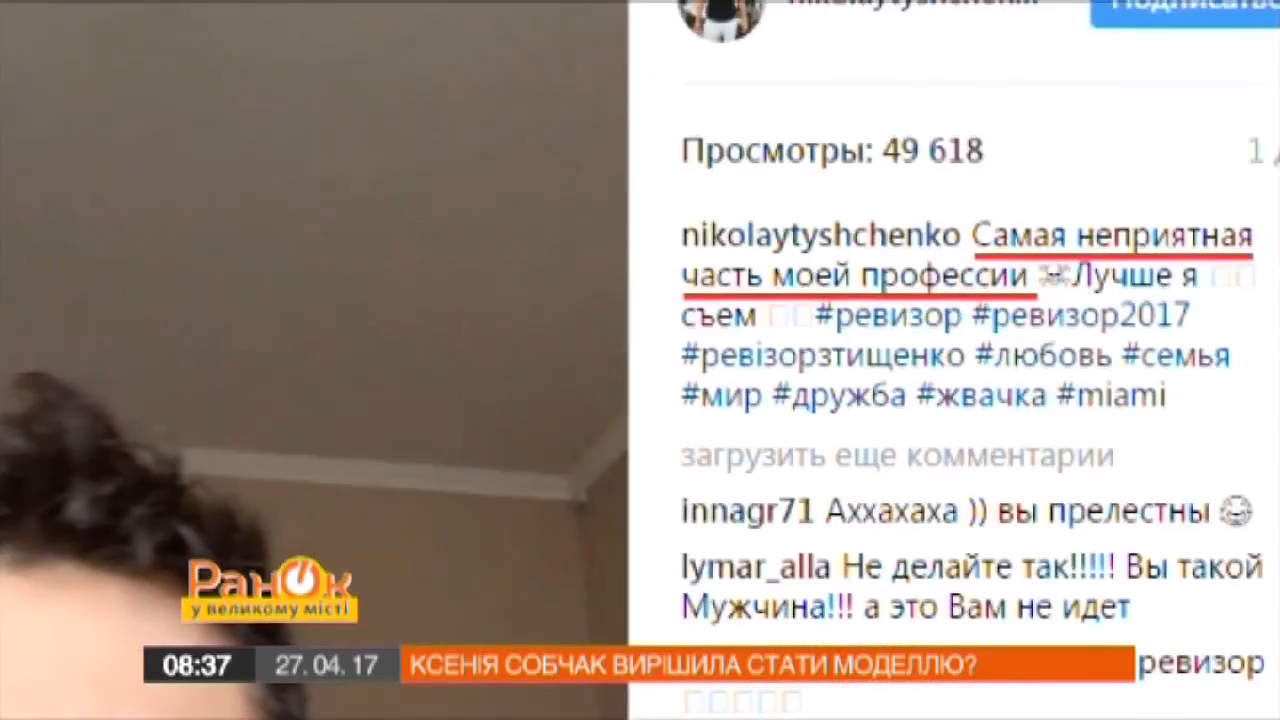 Просмотры: 49 618
nikolaytyshchenko Самая неприятная
часть моей профессии ☠Лучше я
съем #ревизор #ревизор2017
#ревізорзтищенко #любовь #семья
#мир #дружба #жвачка #miami
загрузить еще комментарии
innagr71 Аххахаха )) вы прелестны 😂
lymar_alla Не делайте так!!!!! Вы такой
Мужчина!!! а это Вам не идет
ревизор
Ранок
у великому місті
08:37 27. 04. 17 КСЕНІЯ СОБЧАК ВИРІШИЛА СТАТИ МОДЕЛЛЮ?